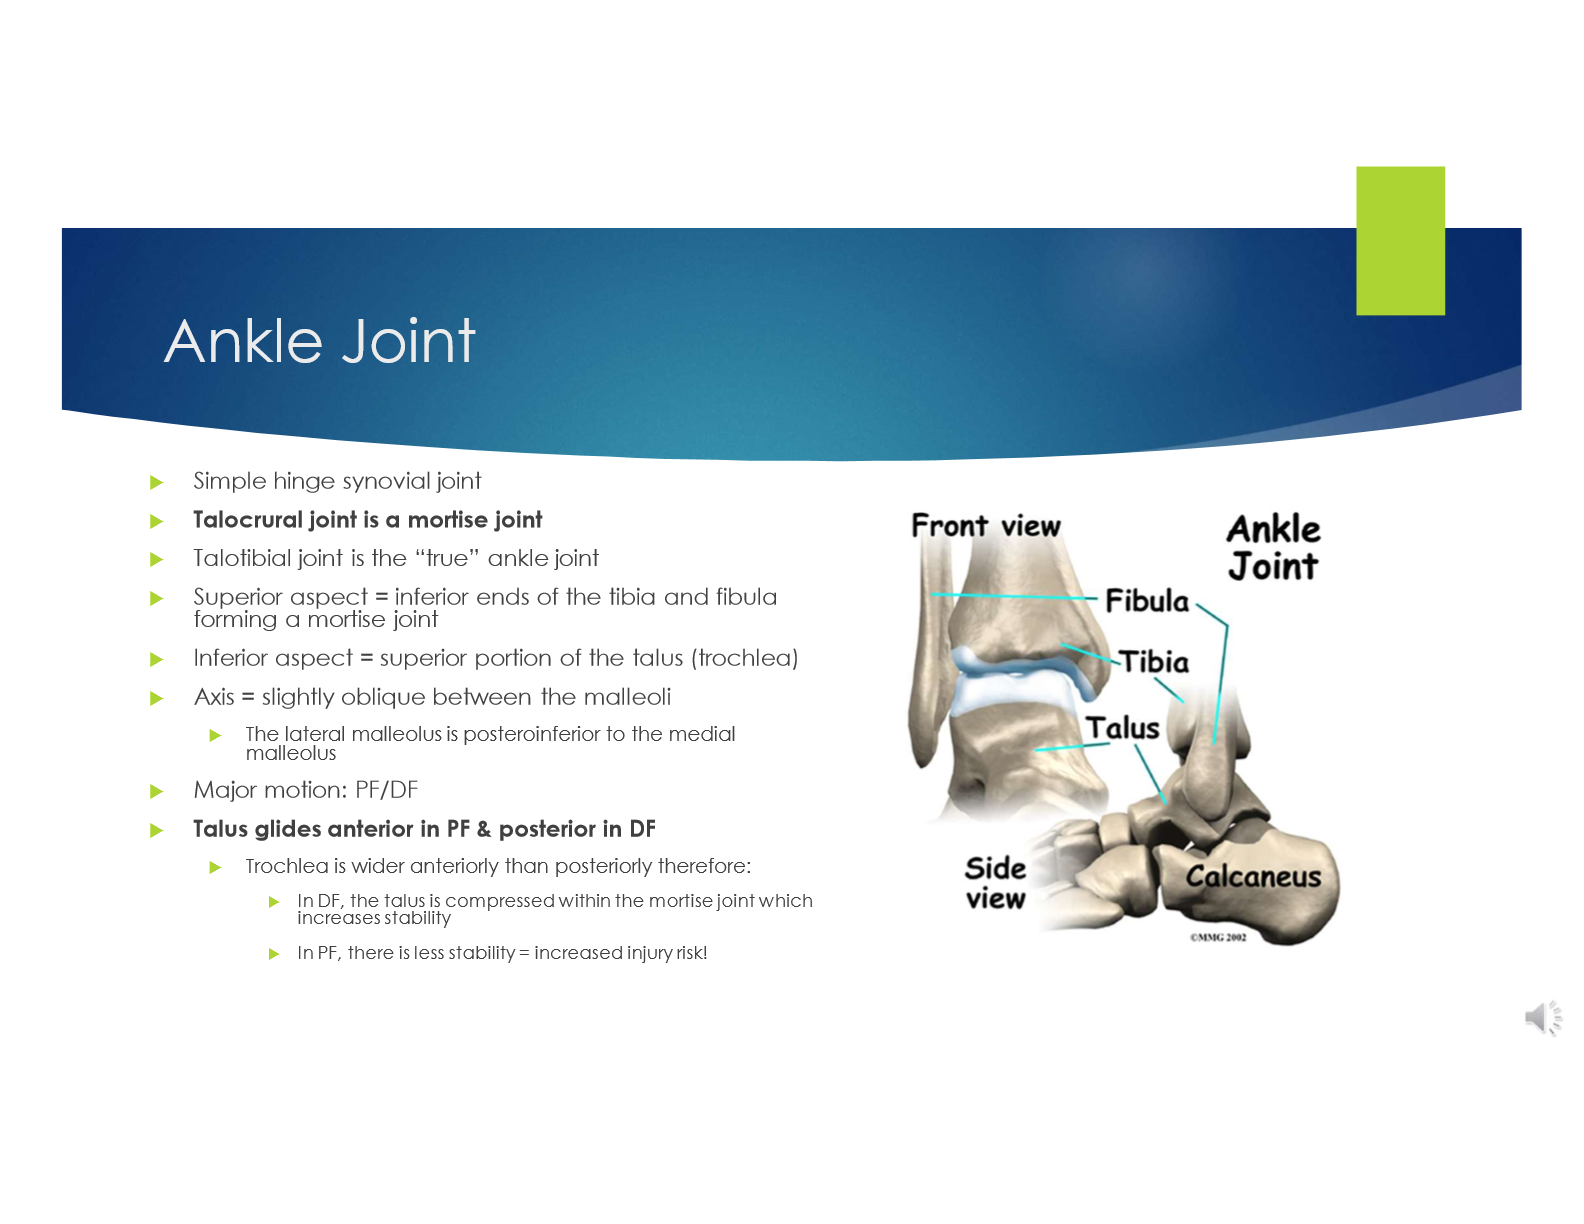 Ankle Joint
Simple hinge synovial joint
Talocrural joint is a mortise joint
Talotibial joint is the “true” ankle joint
Superior aspect = inferior ends of the tibia and fibula
forming a mortise joint
Inferior aspect = superior portion of the talus (trochlea)
Axis = slightly oblique between the malleoli
The lateral malleolus is posteroinferior to the medial
malleolus
Major motion: PF/DF
Talus glides anterior in PF & posterior in DF
Trochlea is wider anteriorly than posteriorly therefore:
In DF, the talus is compressed within the mortise joint which
increases stability
In PF, there is less stability = increased injury risk!
Front view
Ankle
Joint
Fibula
Tibia
Talus
Side
view
Calcaneus
©MMG 2002